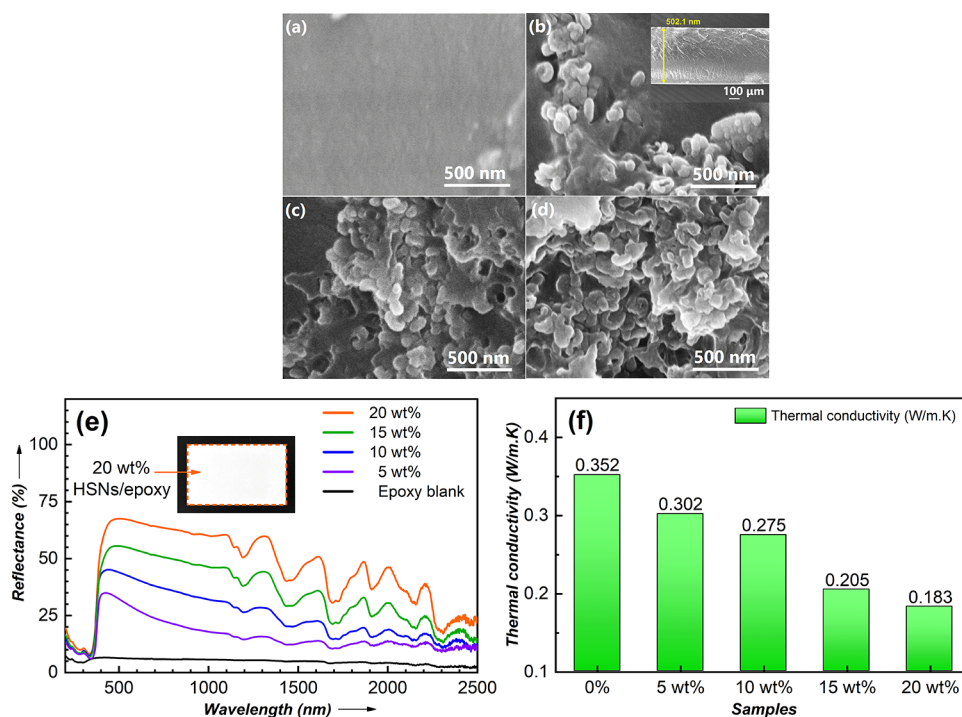 (a)
500 nm
(b)
502.1 nm
100 μm
500 nm
(c)
500 nm
(d)
500 nm
(e)
20 wt%
15 wt%
10 wt%
5 wt%
Epoxy blank
20 wt%
HSNs/epoxy
100
75
50
25
0
Reflectance
(%)
500
1000
1500
2000
2500
Wavelength (nm)
(f)
Thermal conductivity (W/m.K)
0.4
0.3
0.2
0.1
Thermal conductivity (W/m.K)
0.352
0.302
0.275
0.205
0.183
0%
5 wt%
10 wt%
15 wt%
20 wt%
Samples